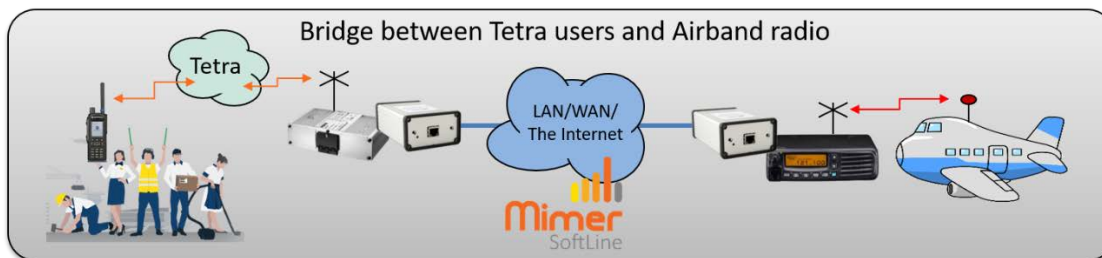 Bridge between Tetra users and Airband radio
Tetra
LAN/WAN/
The Internet
Mimer
SoftLine